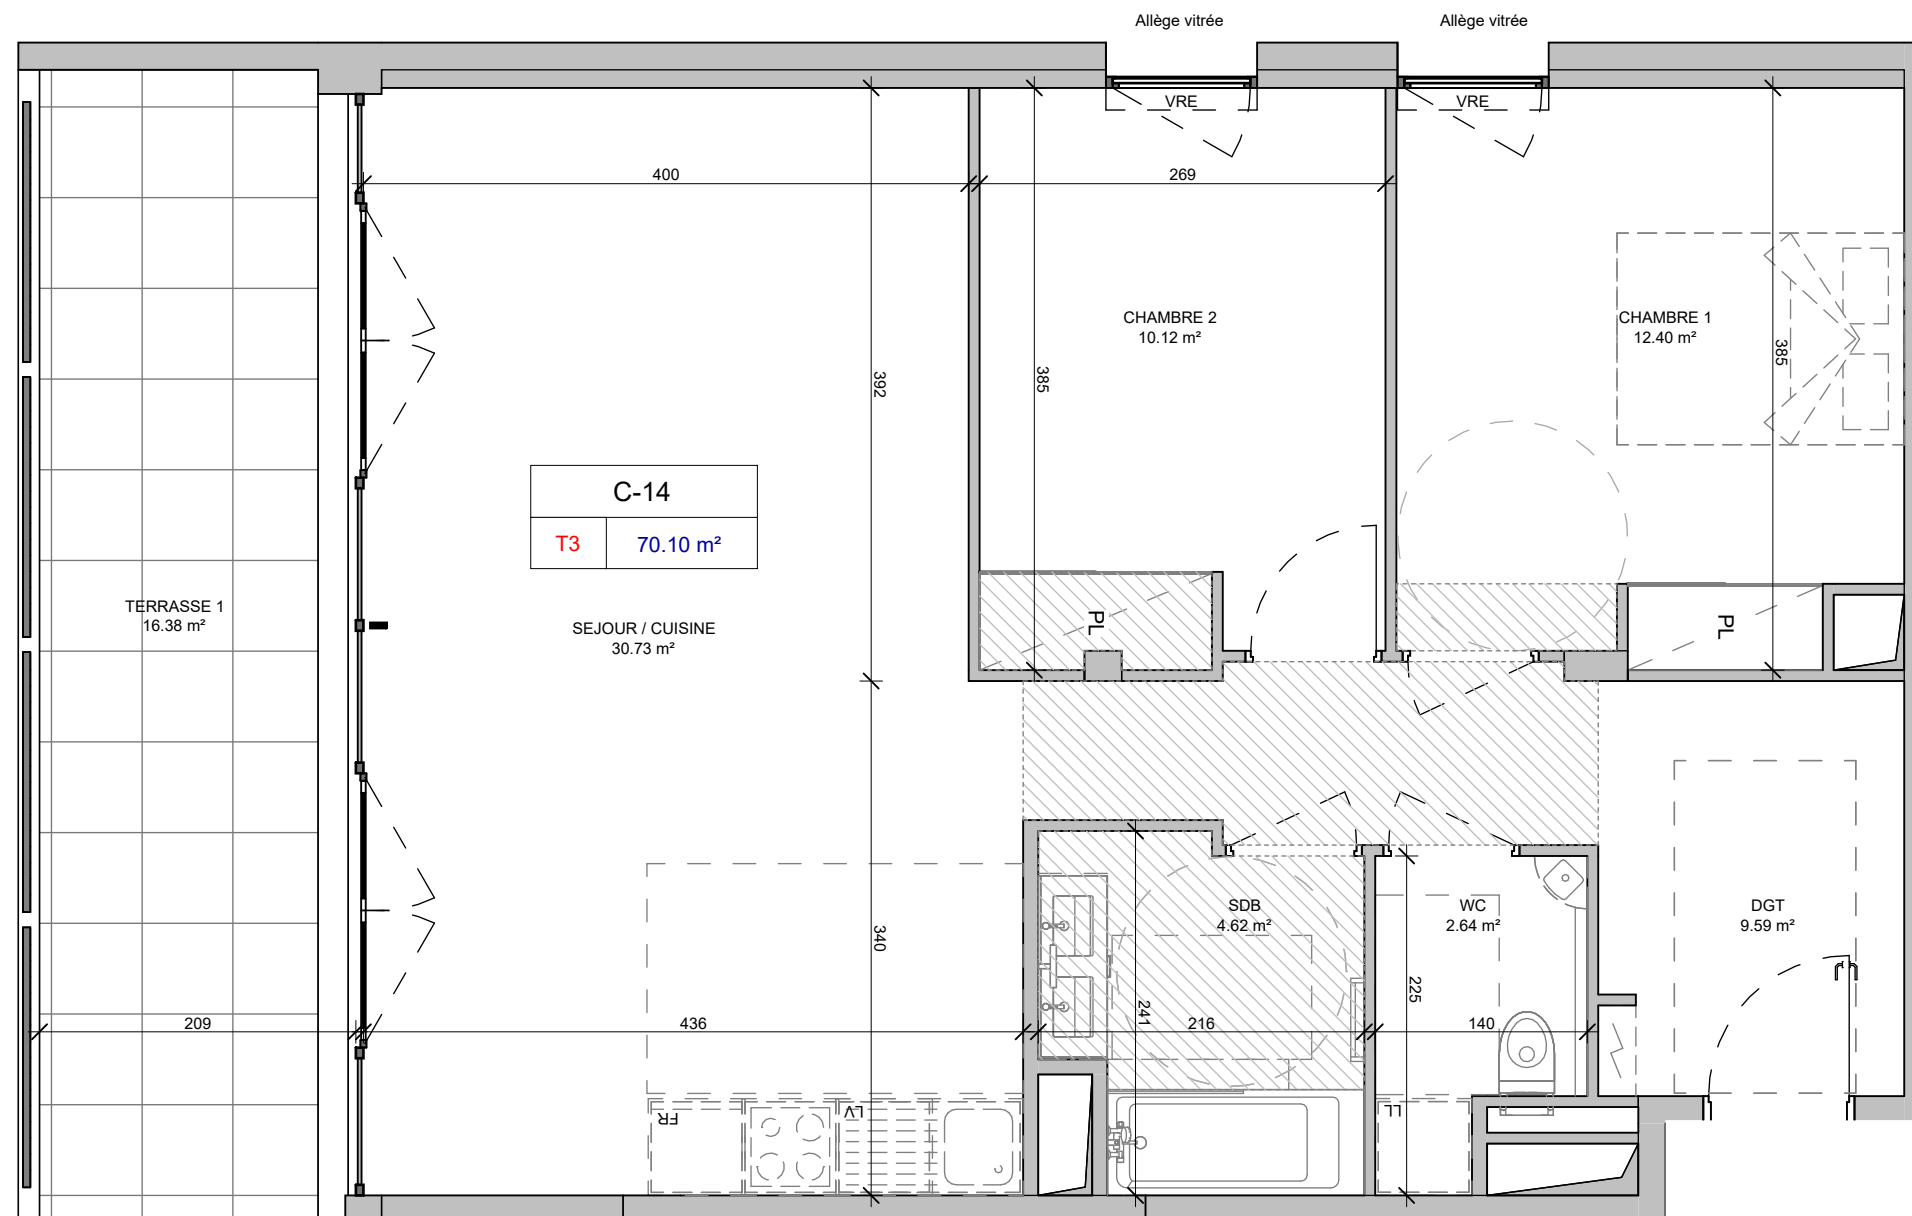 Allège vitrée
Allège vitrée
VRE
VRE
400
269
CHAMBRE 2
10.12 m²
CHAMBRE 1
12.40 m²
392
385
385
C-14
T3
70.10 m²
TERRASSE 1
16.38 m²
SEJOUR / CUISINE
30.73 m²
PL
PL
SDB
4.62 m²
WC
2.64 m²
DGT
9.59 m²
340
225
241
209
436
216
140
FR
LV
LL